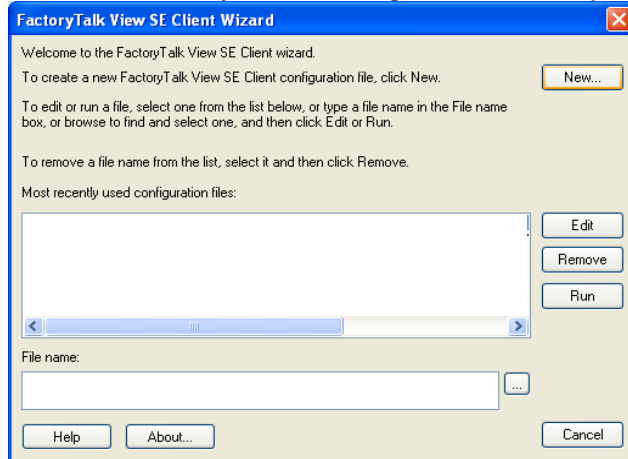 FactoryTalk View SE Client Wizard
Welcome to the FactoryTalk View SE Client wizard.
To create a new FactoryTalk View SE Client configuration file, click New.
New...
To edit or run a file, select one from the list below, or type a file name in the File name
box, or browse to find and select one, and then click Edit or Run.
To remove a file name from the list, select it and then click Remove.
Most recently used configuration files:
Edit
Remove
Run
File name:
...
Help
About...
Cancel